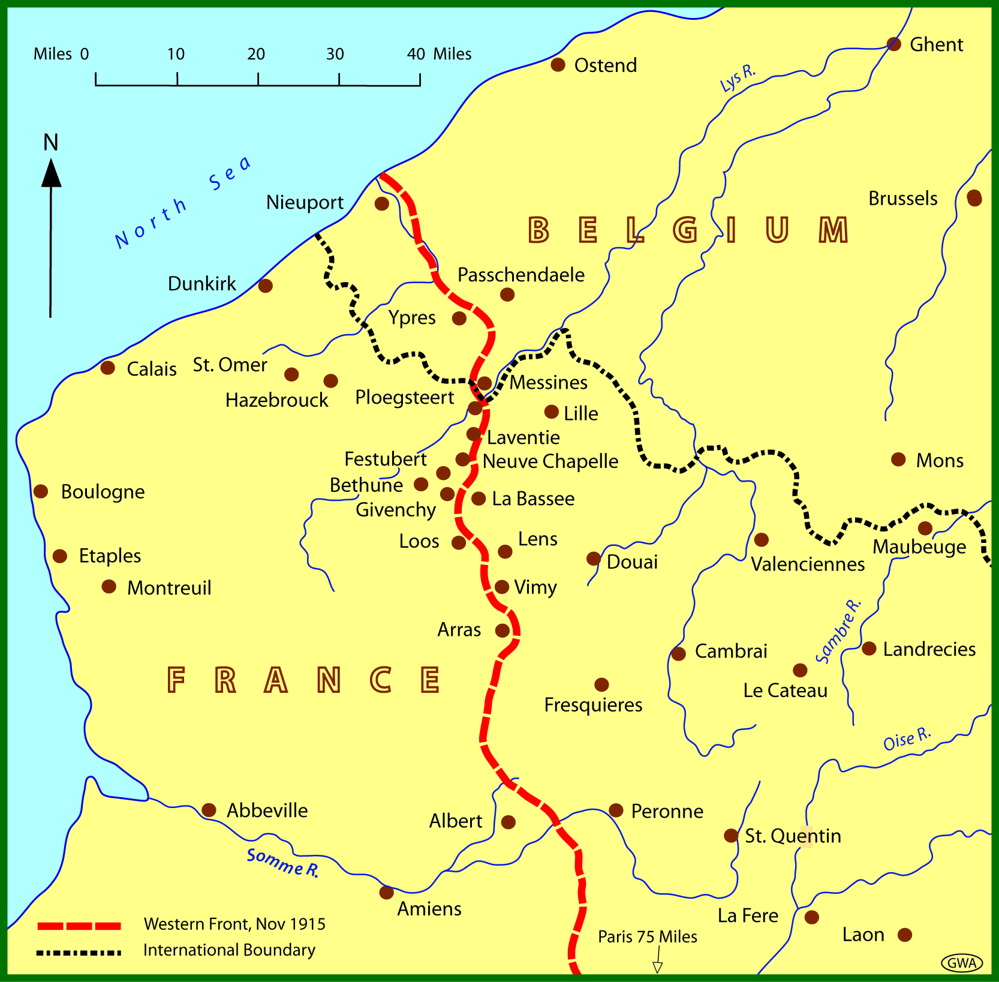 Miles 0 10 20 30 40 Miles
N
North Sea
Ostend
Lys R.
Ghent
Nieuport
Brussels
BELGIUM
Dunkirk
Passchendaele
Ypres
Calais
St. Omer
Hazebrouck
Ploegsteert
Messines
Lille
Laventie
Festubert
Neuve Chapelle
Mons
Boulogne
Bethune
Givenchy
La Bassee
Loos
Lens
Etaples
Douai
Valenciennes
Maubeuge
Montreuil
Vimy
Arras
Sambre R.
Cambrai
Landrecies
FRANCE
Le Cateau
Fresquieres
Oise R.
Abbeville
Albert
Peronne
St. Quentin
Somme R.
Amiens
La Fere
Laon
Western Front, Nov 1915
International Boundary
Paris 75 Miles
GWA